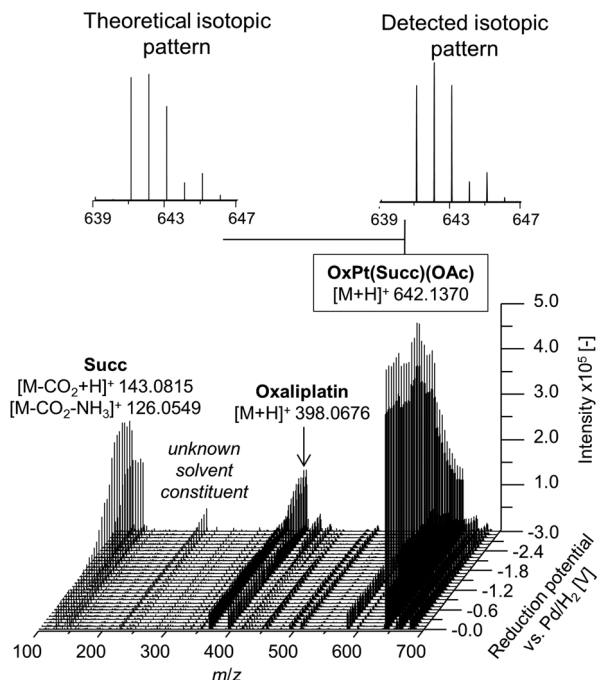 Theoretical isotopic
pattern
Detected isotopic
pattern
639 643 647
639 643 647
OxPt(Succ)(OAc)
[M+H]⁺ 642.1370
Succ
[M-CO₂+H]⁺ 143.0815
[M-CO₂-NH₃]⁺ 126.0549
Oxaliplatin
[M+H]⁺ 398.0676
unknown
solvent
constituent
5.0
4.0
3.0
2.0
1.0
Intensity x10⁵ [-]
-3.0
-2.4
-1.8
-1.2
-0.6
-0.0
Reduction potential
vs. Pd/H₂ [V]
100 200 300 400 500 600 700
m/z